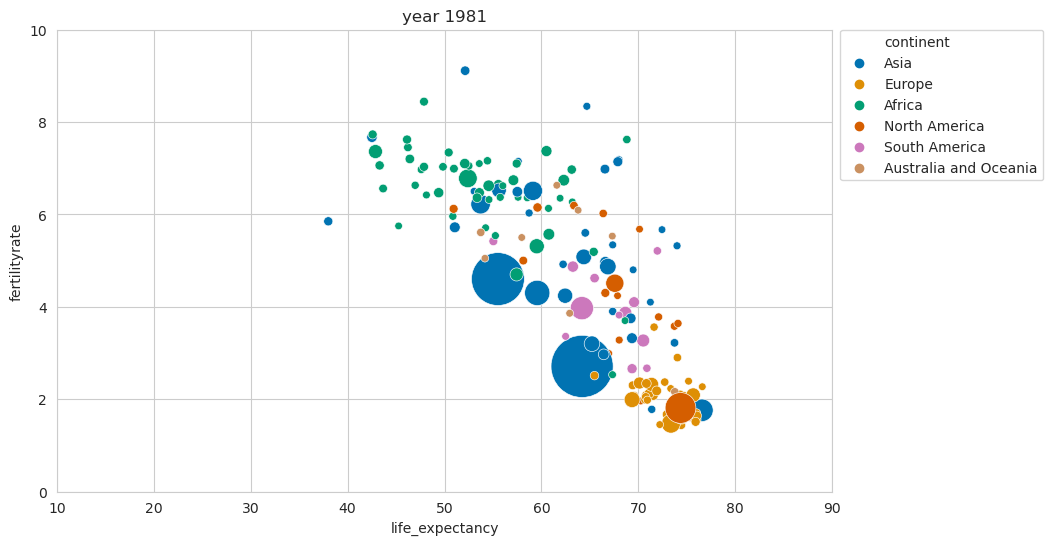 year 1981
continent
Asia
Europe
Africa
North America
South America
Australia and Oceania
fertilityrate
10
8
6
4
2
0
10 20 30 40 50 60 70 80 90
life_expectancy